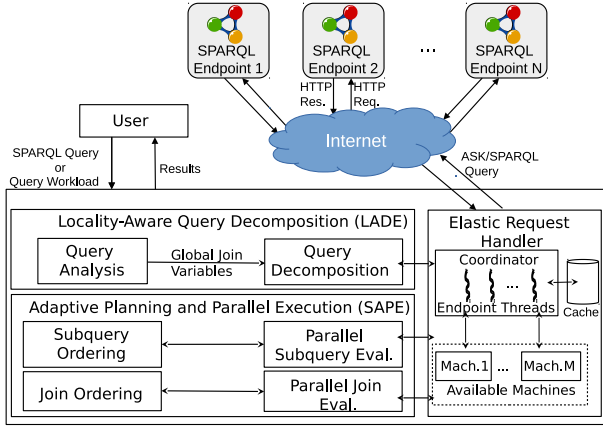 SPARQL
Endpoint 1
SPARQL
Endpoint 2
...
SPARQL
Endpoint N
HTTP
Res.
HTTP
Req.
Internet
User
SPARQL Query
or
Query Workload
Results
ASK/SPARQL
Query
Locality-Aware Query Decomposition (LADE)
Query
Analysis
Global Join
Variables
Query
Decomposition
Adaptive Planning and Parallel Execution (SAPE)
Subquery
Ordering
Parallel
Subquery Eval.
Join Ordering
Parallel Join
Eval.
Elastic Request
Handler
Coordinator
...
Endpoint Threads
Cache
Mach.1
...
Mach.M
Available Machines